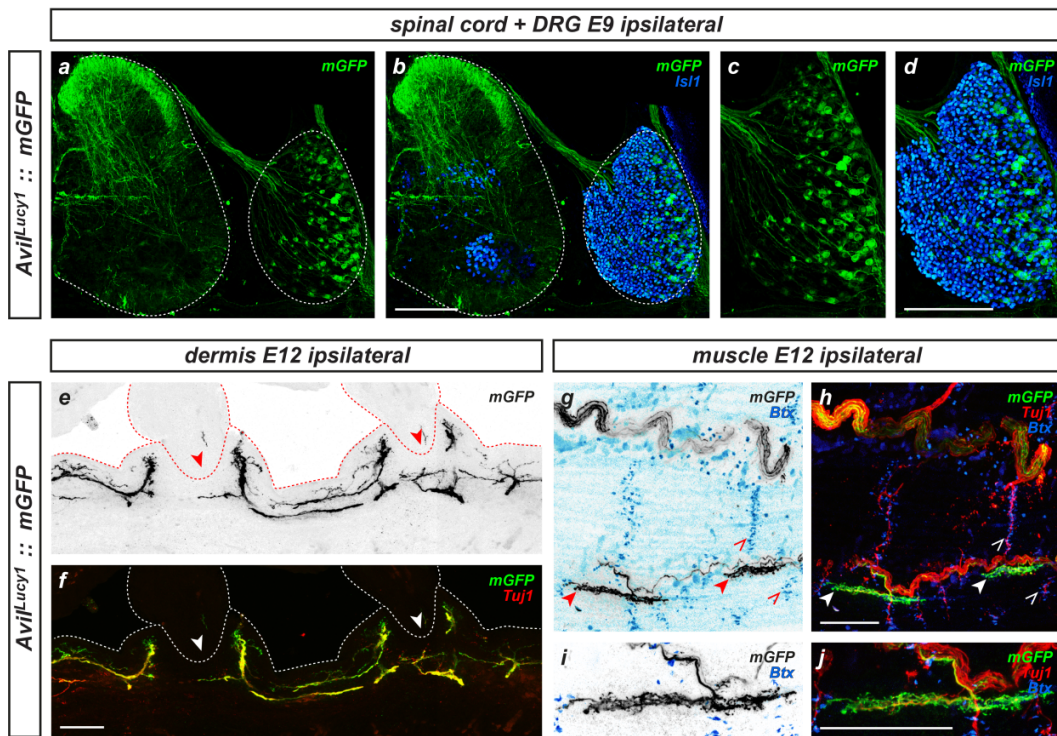 spinal cord + DRG E9 ipsilateral
Avil^Lucy1 :: mGFP
a
mGFP
b
mGFP
Isl1
c
mGFP
d
mGFP
Isl1
dermis E12 ipsilateral
muscle E12 ipsilateral
Avil^Lucy1 :: mGFP
e
mGFP
g
mGFP
Btx
h
mGFP
Tuj1
Btx
f
mGFP
Tuj1
i
mGFP
Btx
j
mGFP
Tuj1
Btx